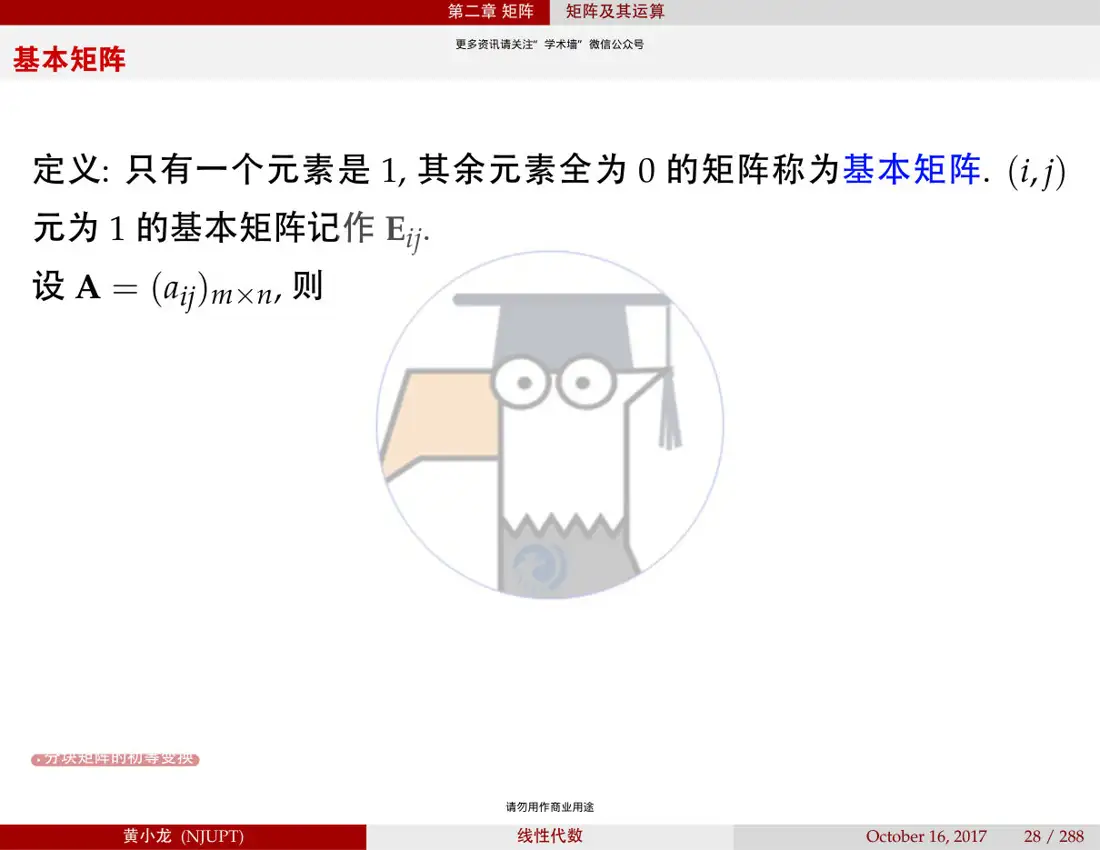 第二章 矩阵 矩阵及其运算
更多资讯请关注“学术墙”微信公众号
基本矩阵
定义: 只有一个元素是 1, 其余元素全为 0 的矩阵称为基本矩阵. (i, j)
元为 1 的基本矩阵记作 E_{ij}.
设 A = (a_{ij})_{m×n}, 则
· 分块矩阵的初等变换
请勿用作商业用途
黄小龙 (NJUPT) 线性代数 October 16, 2017 28 / 288